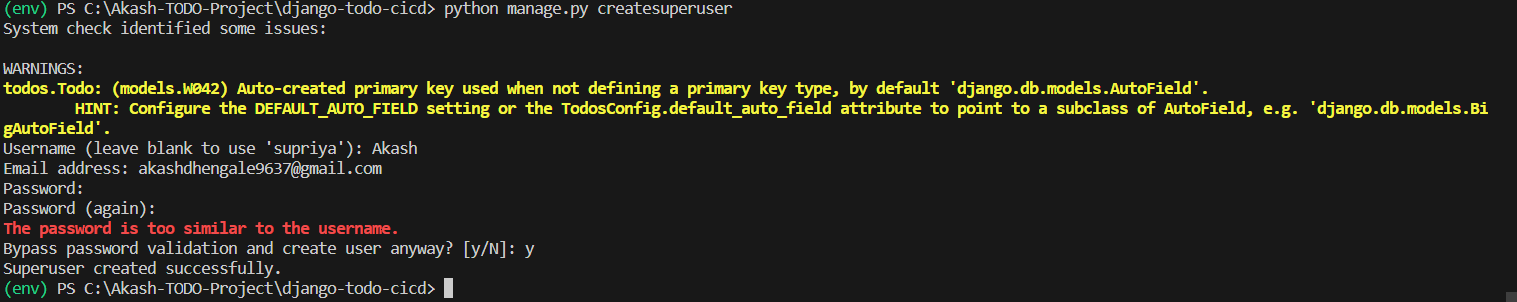 (env) PS C:\Akash-TODO-Project\django-todo-cicd> python manage.py createsuperuser
System check identified some issues:

WARNINGS:
todos.Todo: (models.W042) Auto-created primary key used when not defining a primary key type, by default 'django.db.models.AutoField'.
        HINT: Configure the DEFAULT_AUTO_FIELD setting or the TodosConfig.default_auto_field attribute to point to a subclass of AutoField, e.g. 'django.db.models.Bi
gAutoField'.
Username (leave blank to use 'supriya'): Akash
Email address: akashdhengale9637@gmail.com
Password:
Password (again):
The password is too similar to the username.
Bypass password validation and create user anyway? [y/N]: y
Superuser created successfully.
(env) PS C:\Akash-TODO-Project\django-todo-cicd>